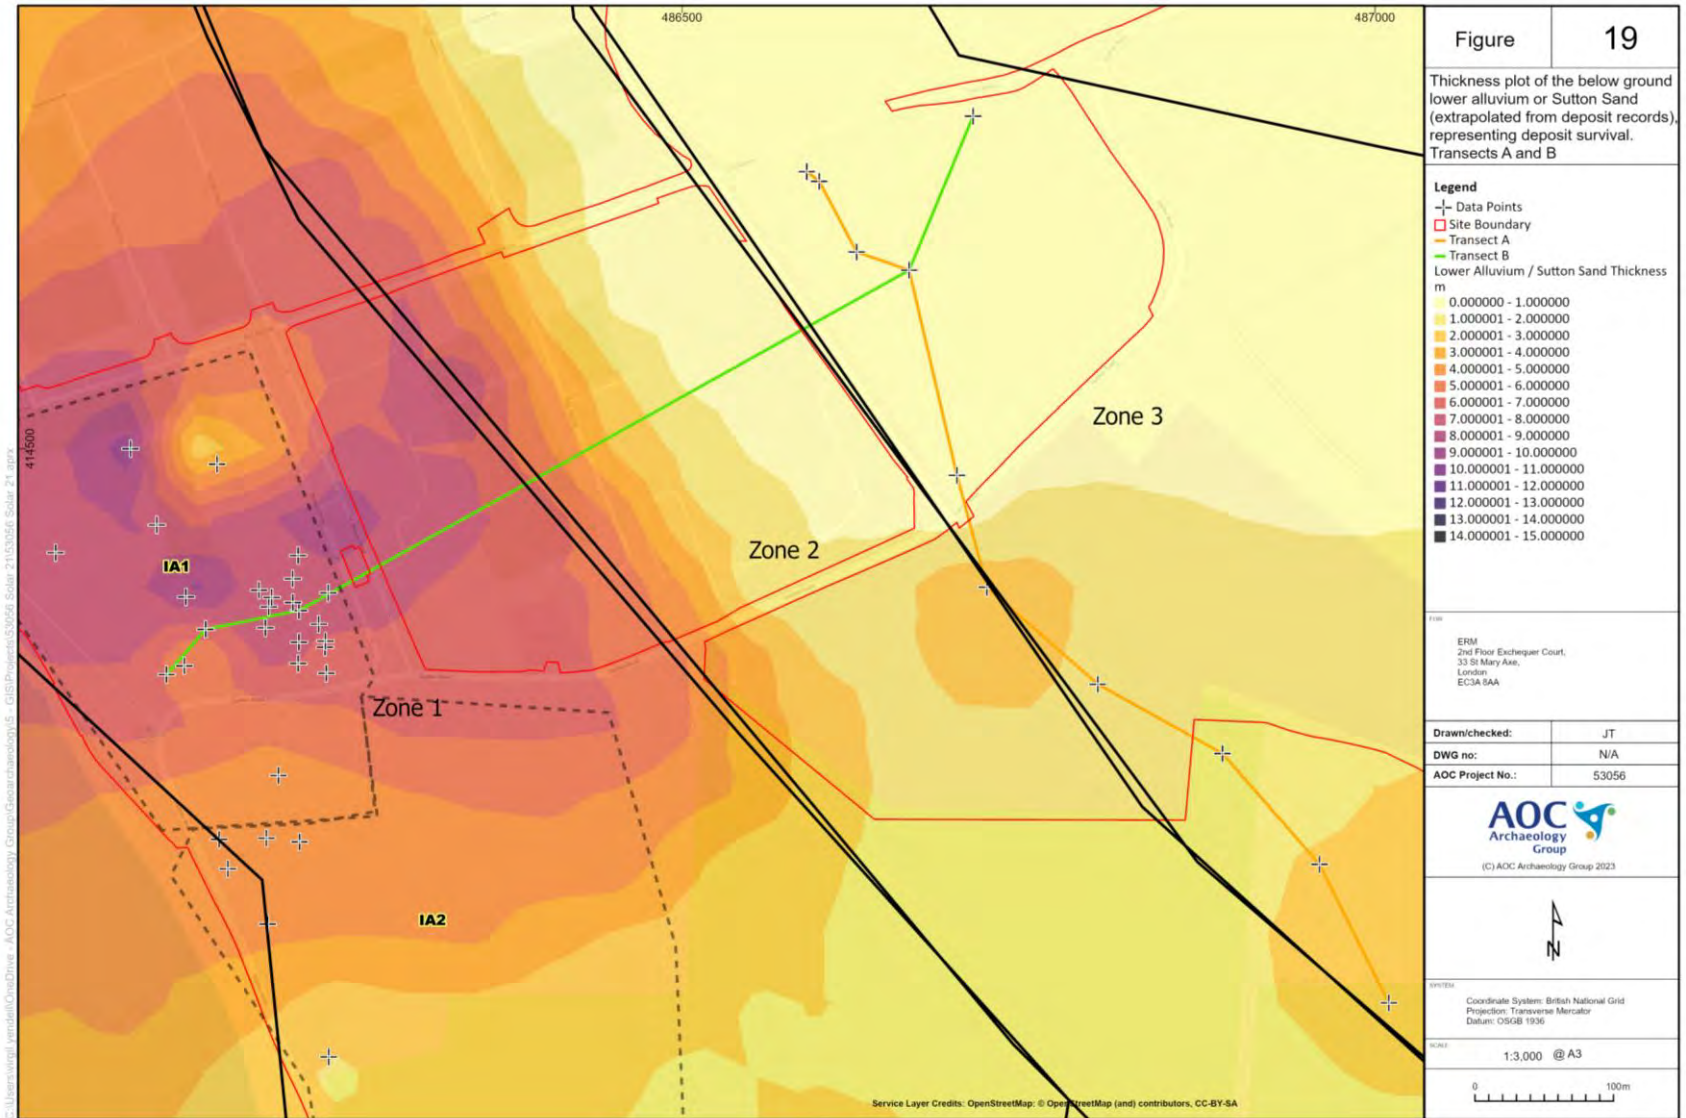 486500
487000
414500
IA1
IA2
Zone 1
Zone 2
Zone 3
Service Layer Credits: OpenStreetMap: © OpenStreetMap (and) contributors, CC-BY-SA
Figure 19
Thickness plot of the below ground
lower alluvium or Sutton Sand
(extrapolated from deposit records),
representing deposit survival.
Transects A and B
Legend
Data Points
Site Boundary
Transect A
Transect B
Lower Alluvium / Sutton Sand Thickness
m
0.000000 - 1.000000
1.000001 - 2.000000
2.000001 - 3.000000
3.000001 - 4.000000
4.000001 - 5.000000
5.000001 - 6.000000
6.000001 - 7.000000
7.000001 - 8.000000
8.000001 - 9.000000
9.000001 - 10.000000
10.000001 - 11.000000
11.000001 - 12.000000
12.000001 - 13.000000
13.000001 - 14.000000
14.000001 - 15.000000
ERM
2nd Floor Exchequer Court,
33 St Mary Axe,
London
EC3A 8AA
Drawn/checked: JT
DWG no: N/A
AOC Project No.: 53056
AOC
Archaeology
Group
(C) AOC Archaeology Group 2023
N
SYSTEM
Coordinate System: British National Grid
Projection: Transverse Mercator
Datum: OSGB 1936
SCALE
1:3,000 @ A3
0 100m